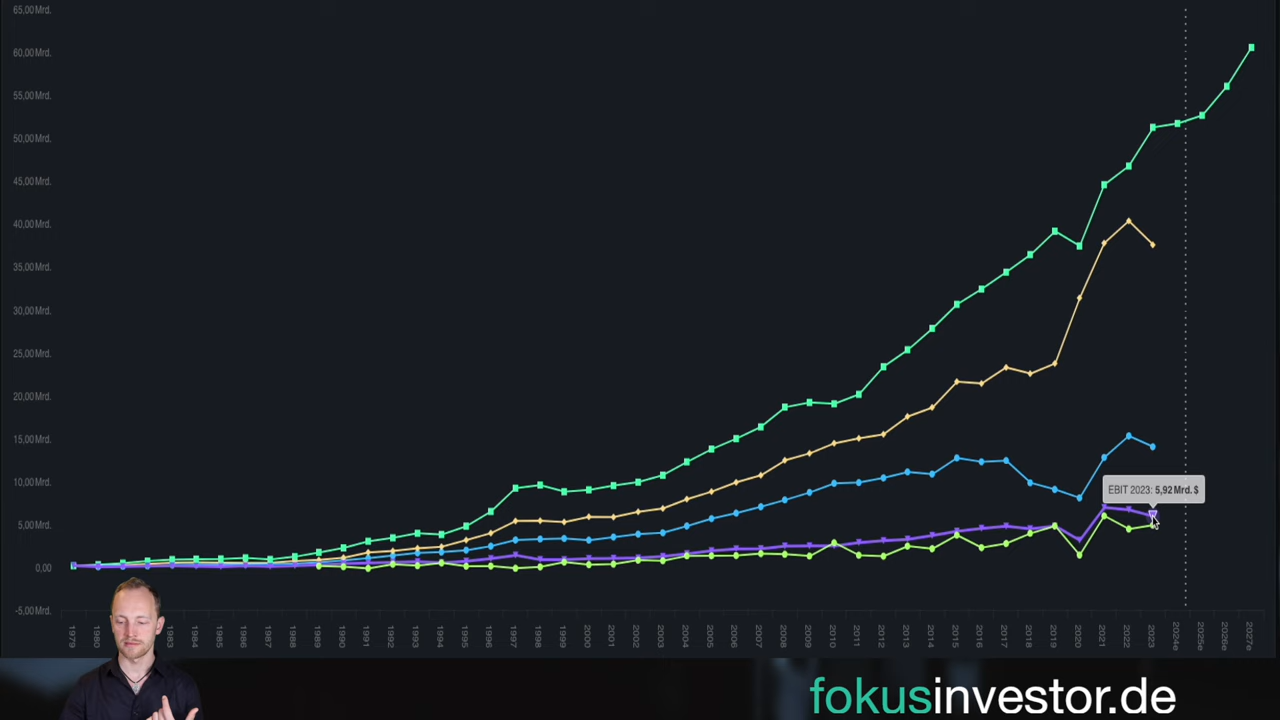 65,00 Mrd.
60,00 Mrd.
55,00 Mrd.
50,00 Mrd.
45,00 Mrd.
40,00 Mrd.
35,00 Mrd.
30,00 Mrd.
25,00 Mrd.
20,00 Mrd.
15,00 Mrd.
10,00 Mrd.
5,00 Mrd.
0,00
-5,00 Mrd.
EBIT 2023: 5,92 Mrd. $
1979
1980
1983
1984
1985
1986
1987
1988
1989
1990
1991
1992
1993
1994
1995
1996
1997
1998
1999
2000
2001
2002
2003
2004
2005
2006
2007
2008
2009
2010
2011
2012
2013
2014
2015
2016
2017
2018
2019
2020
2021
2022
2023
2024e
2025e
2026e
2027e
fokusinvestor.de